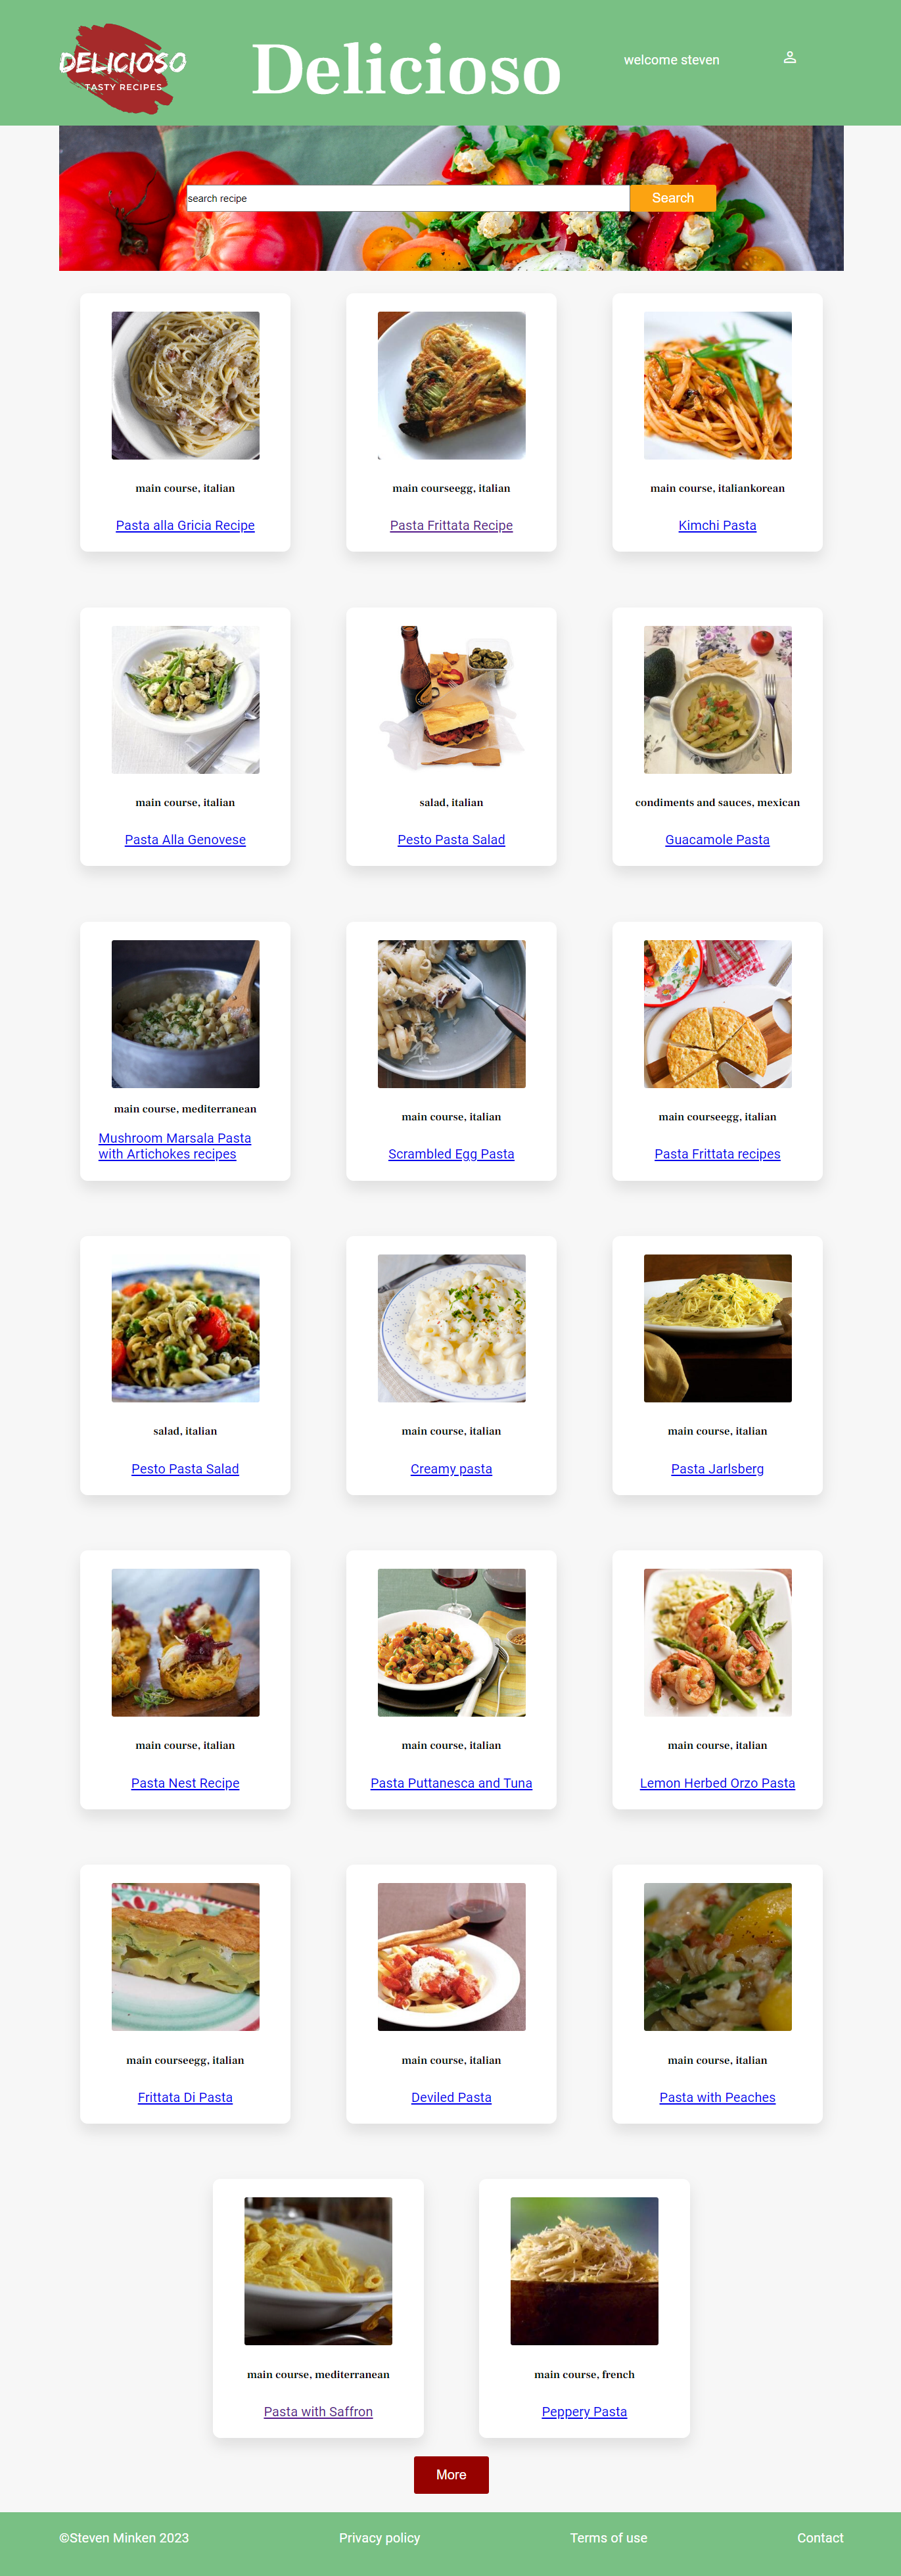 DELICIOSO
TASTY RECIPES
Delicioso
welcome steven
search recipe
Search
main course, italian
Pasta alla Gricia Recipe
main courseegg, italian
Pasta Frittata Recipe
main course, italiankorean
Kimchi Pasta
main course, italian
Pasta Alla Genovese
salad, italian
Pesto Pasta Salad
condiments and sauces, mexican
Guacamole Pasta
main course, mediterranean
Mushroom Marsala Pasta
with Artichokes recipes
main course, italian
Scrambled Egg Pasta
main courseegg, italian
Pasta Frittata recipes
salad, italian
Pesto Pasta Salad
main course, italian
Creamy pasta
main course, italian
Pasta Jarlsberg
main course, italian
Pasta Nest Recipe
main course, italian
Pasta Puttanesca and Tuna
main course, italian
Lemon Herbed Orzo Pasta
main courseegg, italian
Frittata Di Pasta
main course, italian
Deviled Pasta
main course, italian
Pasta with Peaches
main course, mediterranean
Pasta with Saffron
main course, french
Peppery Pasta
More
©Steven Minken 2023
Privacy policy
Terms of use
Contact